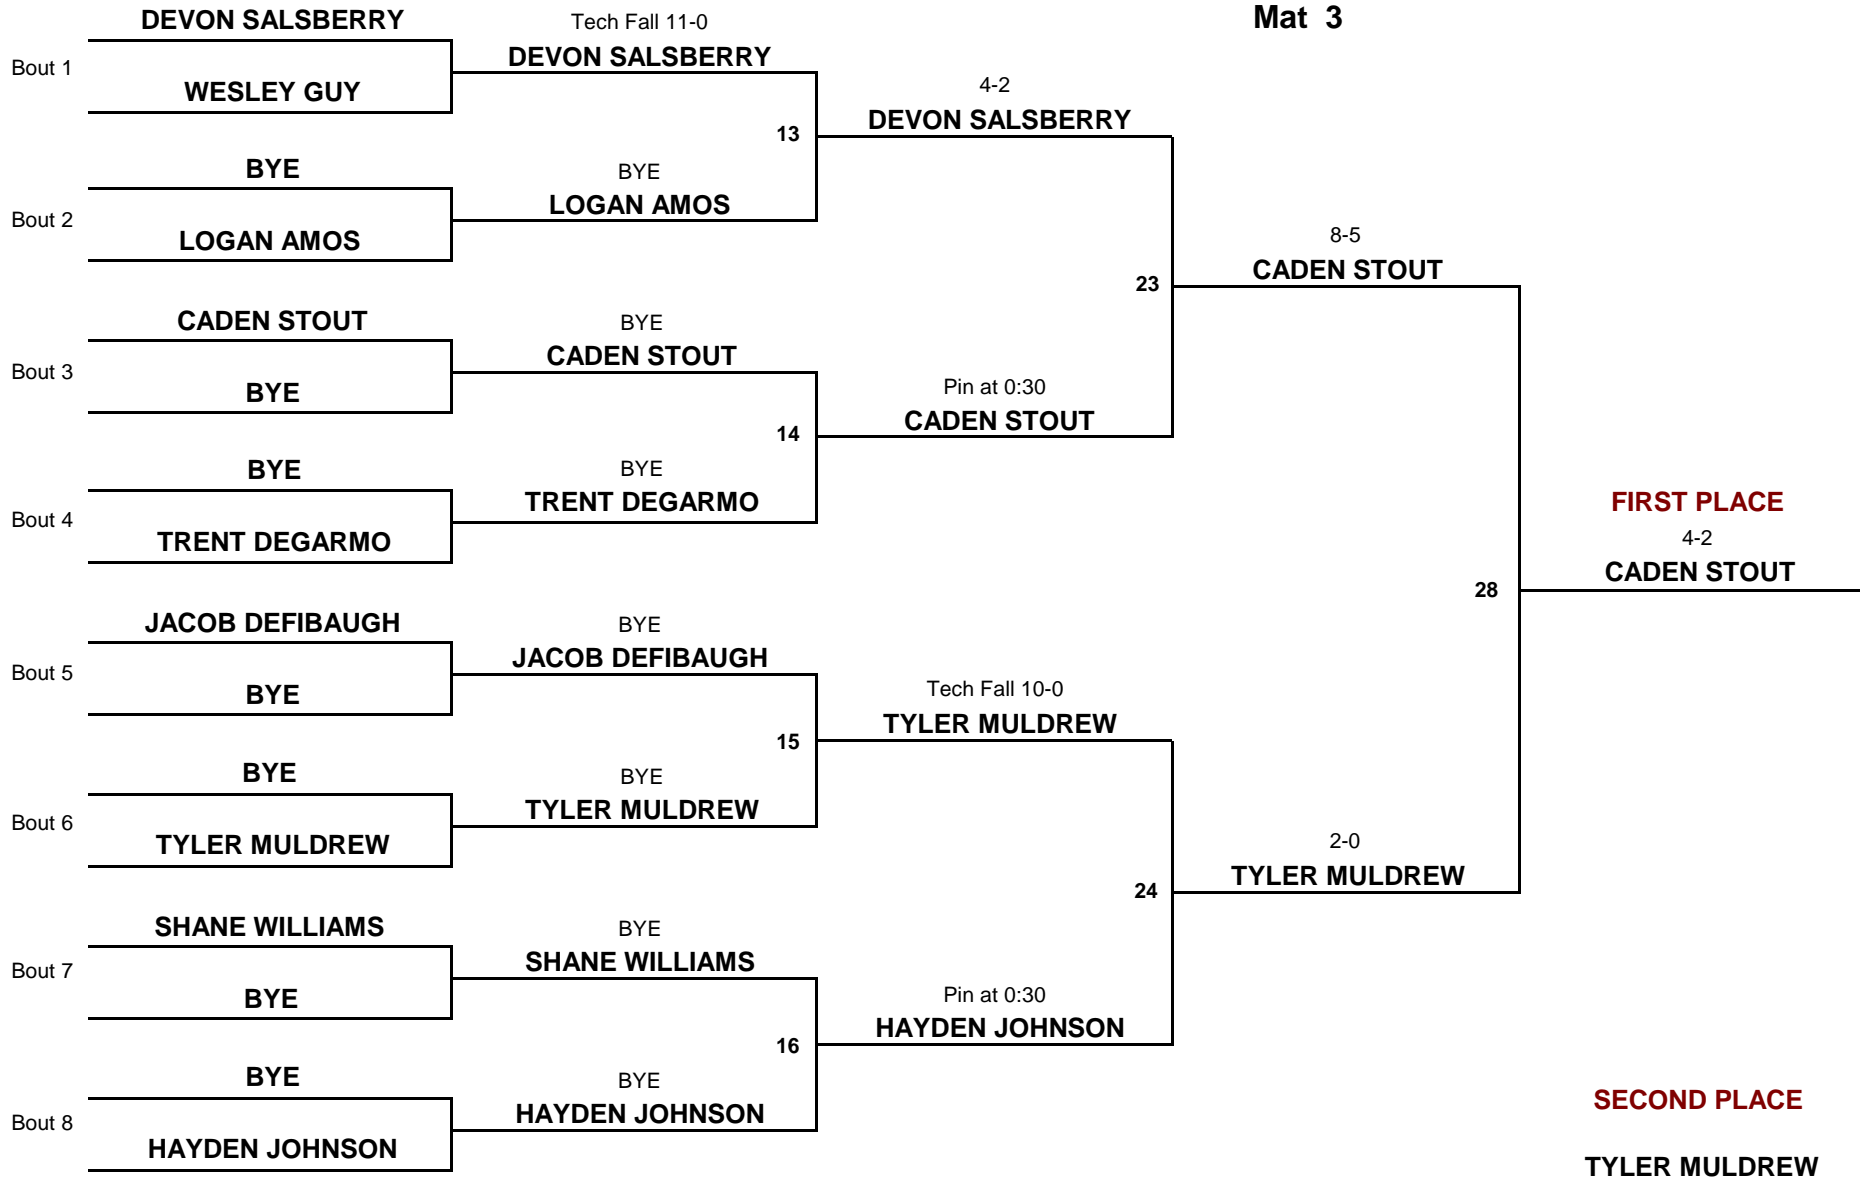 Mat 3
DEVON SALSBERRY
Bout 1
WESLEY GUY
BYE
Bout 2
LOGAN AMOS
CADEN STOUT
Bout 3
BYE
BYE
Bout 4
TRENT DEGARMO
JACOB DEFIBAUGH
Bout 5
BYE
BYE
Bout 6
TYLER MULDREW
SHANE WILLIAMS
Bout 7
BYE
BYE
Bout 8
HAYDEN JOHNSON
Tech Fall 11-0
DEVON SALSBERRY
13
BYE
LOGAN AMOS
BYE
CADEN STOUT
14
BYE
TRENT DEGARMO
BYE
JACOB DEFIBAUGH
15
BYE
TYLER MULDREW
BYE
SHANE WILLIAMS
16
BYE
HAYDEN JOHNSON
4-2
DEVON SALSBERRY
23
Pin at 0:30
CADEN STOUT
Tech Fall 10-0
TYLER MULDREW
24
Pin at 0:30
HAYDEN JOHNSON
8-5
CADEN STOUT
28
2-0
TYLER MULDREW
FIRST PLACE
4-2
CADEN STOUT
SECOND PLACE
TYLER MULDREW